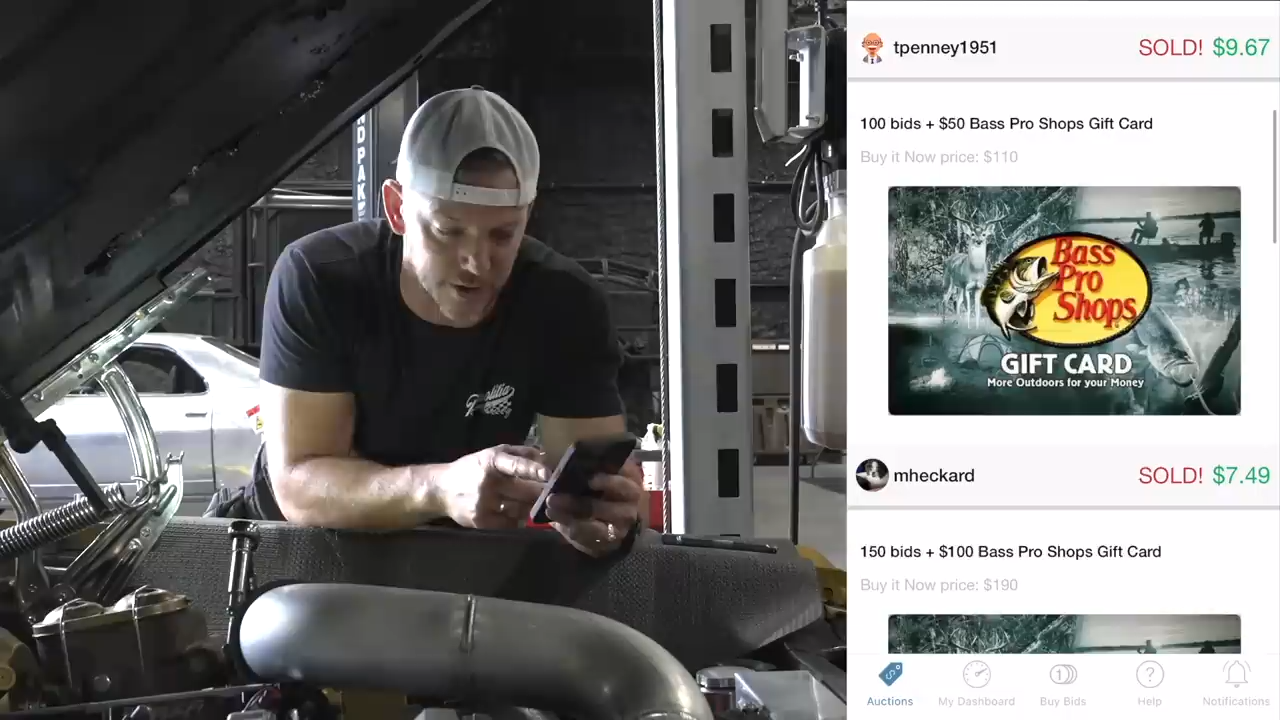 NDPAK
tpenney1951
SOLD! $9.67
100 bids + $50 Bass Pro Shops Gift Card
Buy it Now price: $110
Bass
Pro
Shops
GIFT CARD
More Outdoors for your Money
mheckard
SOLD! $7.49
150 bids + $100 Bass Pro Shops Gift Card
Buy it Now price: $190
Auctions
My Dashboard
Buy Bids
Help
Notifications